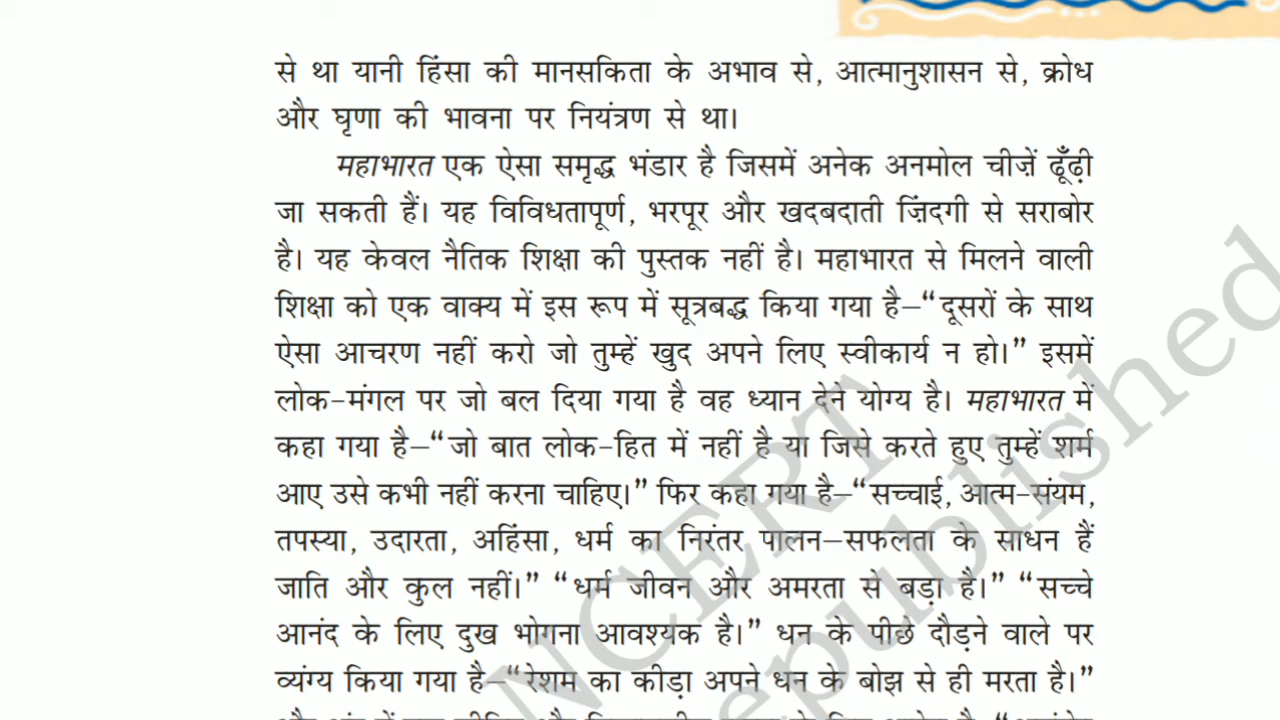 से था यानी हिंसा की मानसकिता के अभाव से, आत्मानुशासन से, क्रोध
और घृणा की भावना पर नियंत्रण से था।
महाभारत एक ऐसा समृद्ध भंडार है जिसमें अनेक अनमोल चीज़ें ढूँढ़ी
जा सकती हैं। यह विविधतापूर्ण, भरपूर और खदबदाती ज़िंदगी से सराबोर
है। यह केवल नैतिक शिक्षा की पुस्तक नहीं है। महाभारत से मिलने वाली
शिक्षा को एक वाक्य में इस रूप में सूत्रबद्ध किया गया है–“दूसरों के साथ
ऐसा आचरण नहीं करो जो तुम्हें खुद अपने लिए स्वीकार्य न हो।” इसमें
लोक-मंगल पर जो बल दिया गया है वह ध्यान देने योग्य है। महाभारत में
कहा गया है–“जो बात लोक-हित में नहीं है या जिसे करते हुए तुम्हें शर्म
आए उसे कभी नहीं करना चाहिए।” फिर कहा गया है–“सच्चाई, आत्म-संयम,
तपस्या, उदारता, अहिंसा, धर्म का निरंतर पालन–सफलता के साधन हैं
जाति और कुल नहीं।” “धर्म जीवन और अमरता से बड़ा है।” “सच्चे
आनंद के लिए दुख भोगना आवश्यक है।” धन के पीछे दौड़ने वाले पर
व्यंग्य किया गया है–“रेशम का कीड़ा अपने धन के बोझ से ही मरता है।”
NCERT
republished